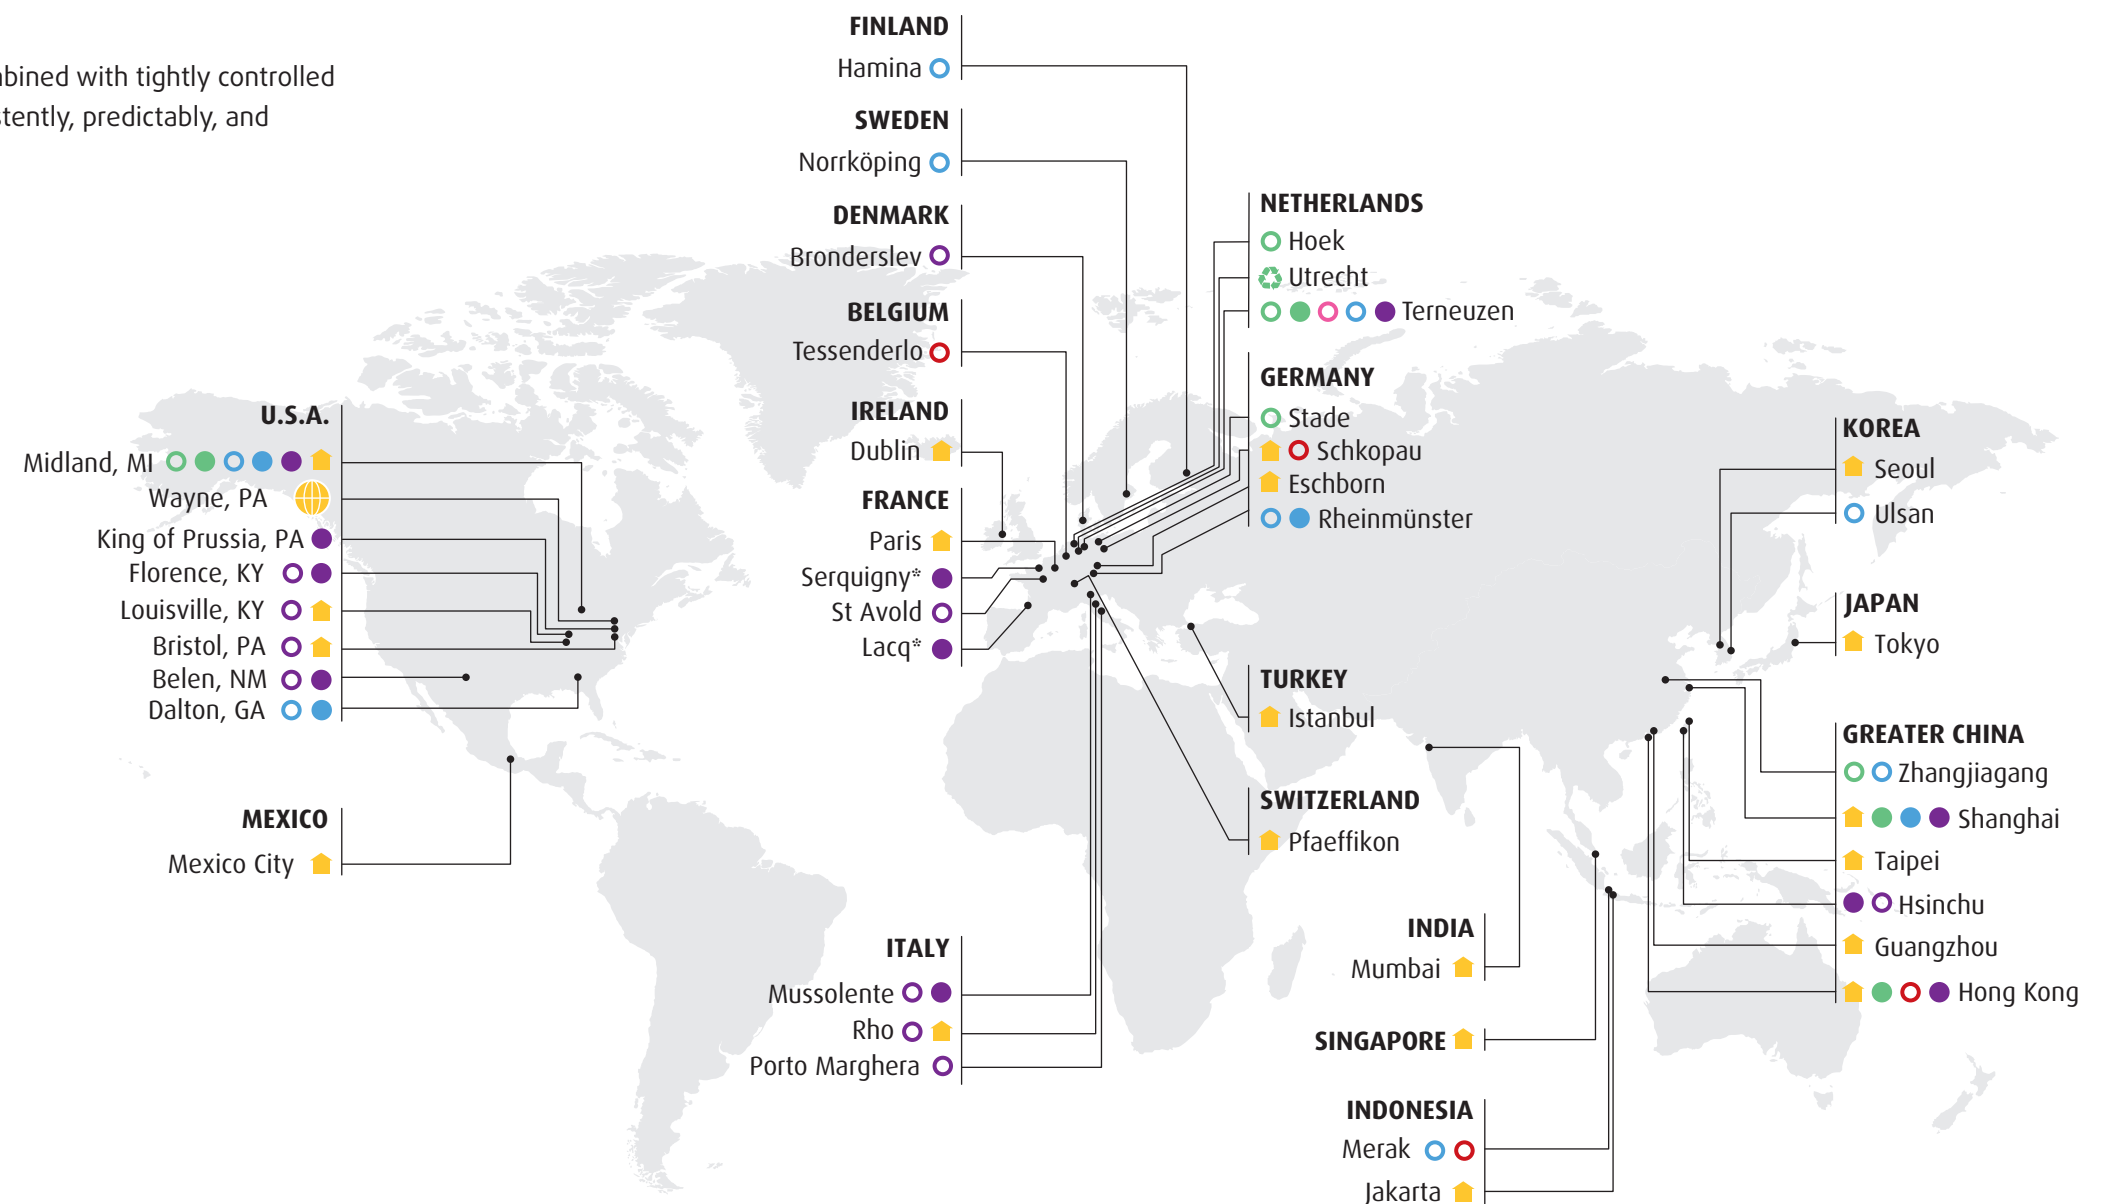 bined with tightly controlled
tently, predictably, and
FINLAND
Hamina
SWEDEN
Norrköping
DENMARK
Bronderslev
BELGIUM
Tessenderlo
IRELAND
Dublin
FRANCE
Paris
Serquigny*
St Avold
Lacq*
NETHERLANDS
Hoek
Utrecht
Terneuzen
GERMANY
Stade
Schkopau
Eschborn
Rheinmünster
U.S.A.
Midland, MI
Wayne, PA
King of Prussia, PA
Florence, KY
Louisville, KY
Bristol, PA
Belen, NM
Dalton, GA
MEXICO
Mexico City
ITALY
Mussolente
Rho
Porto Marghera
TURKEY
Istanbul
SWITZERLAND
Pfaeffikon
INDIA
Mumbai
SINGAPORE
INDONESIA
Merak
Jakarta
KOREA
Seoul
Ulsan
JAPAN
Tokyo
GREATER CHINA
Zhangjiagang
Shanghai
Taipei
Hsinchu
Guangzhou
Hong Kong